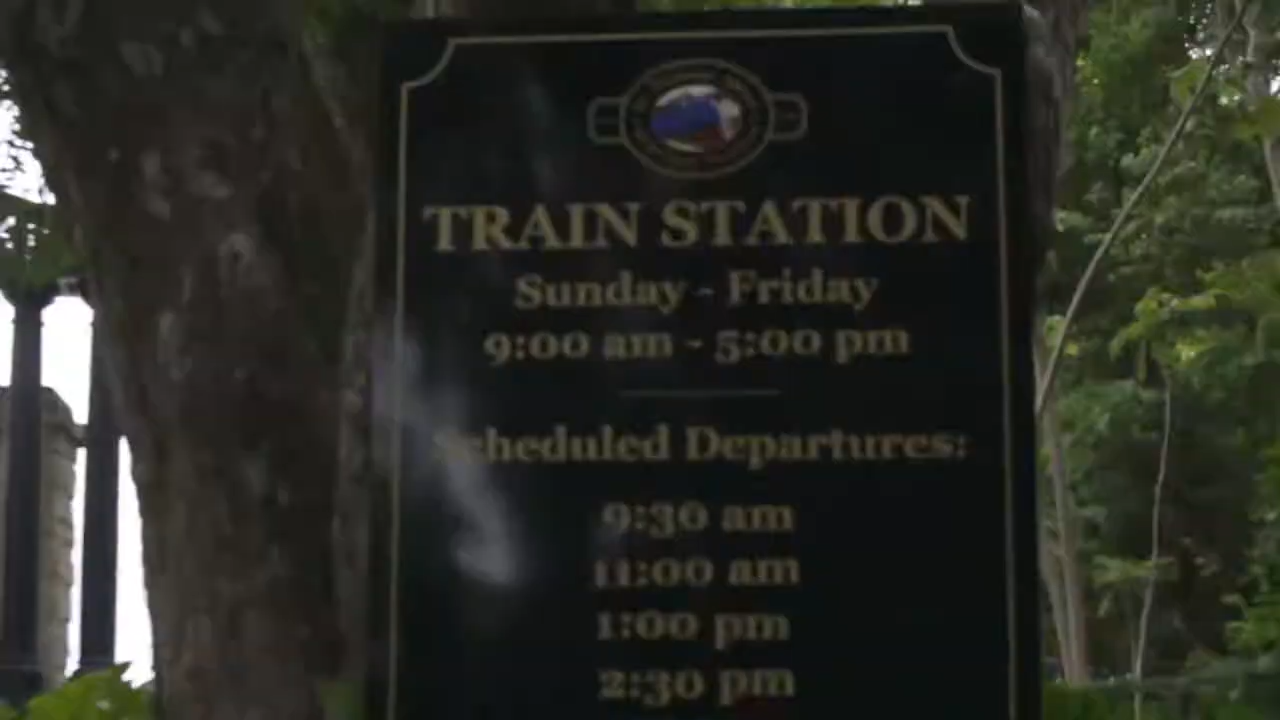 TRAIN STATION
Sunday - Friday
9:00 am - 5:00 pm
Scheduled Departures:
9:30 am
11:00 am
1:00 pm
2:30 pm